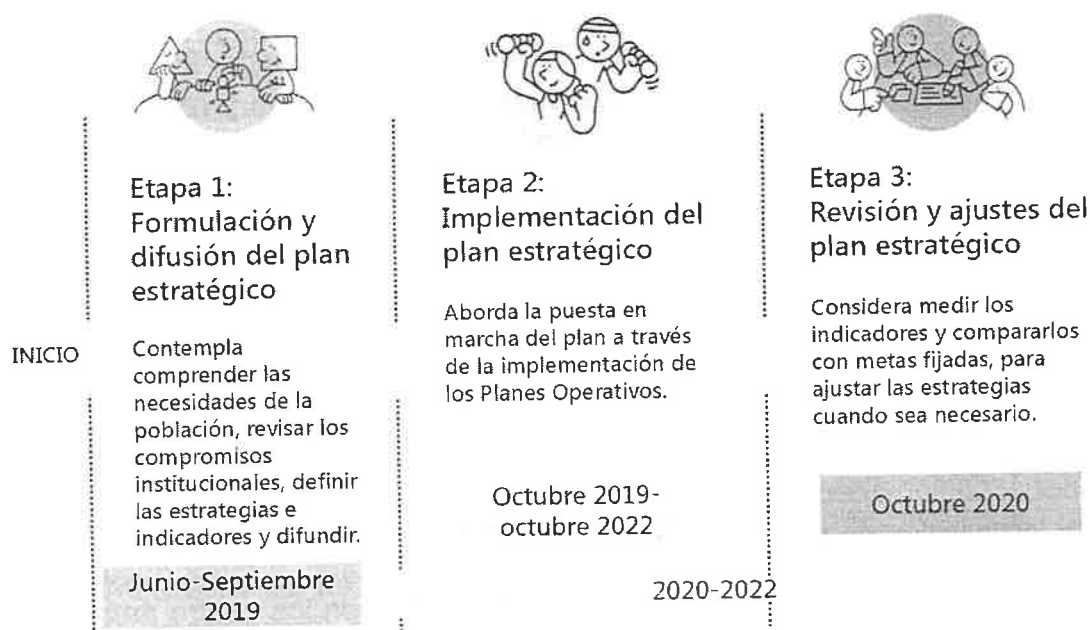 INICIO
Etapa 1:
Formulación y
difusión del plan
estratégico
Contempla
comprender las
necesidades de la
población, revisar los
compromisos
institucionales, definir
las estrategias e
indicadores y difundir.
Junio-Septiembre
2019
Etapa 2:
Implementación del
plan estratégico
Aborda la puesta en
marcha del plan a través
de la implementación de
los Planes Operativos.
Octubre 2019-
octubre 2022
2020-2022
Etapa 3:
Revisión y ajustes del
plan estratégico
Considera medir los
indicadores y compararlos
con metas fijadas, para
ajustar las estrategias
cuando sea necesario.
Octubre 2020